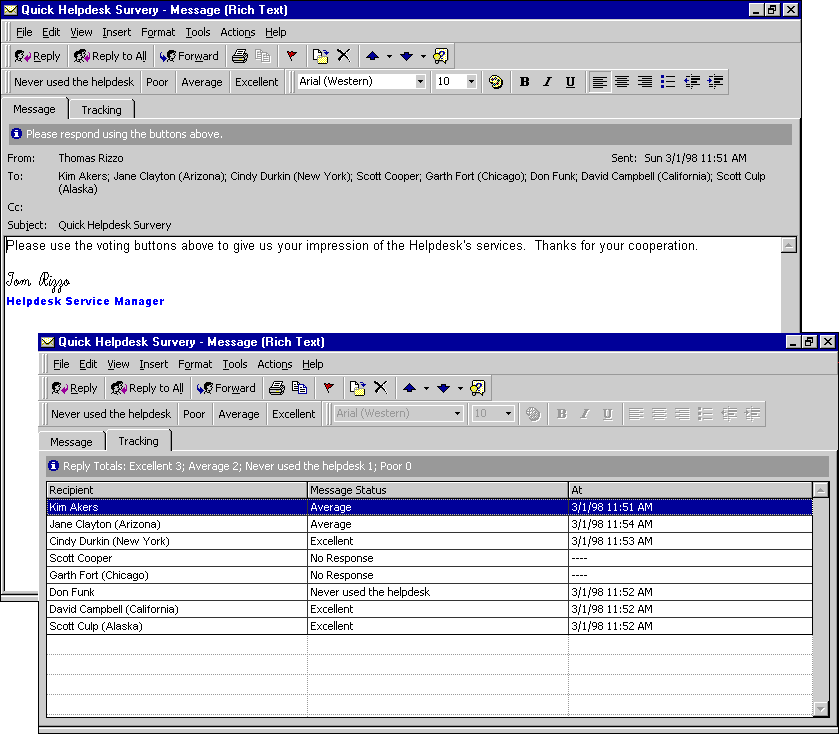 Quick Helpdesk Survery - Message (Rich Text)
File Edit View Insert Format Tools Actions Help
Reply Reply to All Forward
Never used the helpdesk Poor Average Excellent Arial (Western) 10 B I U
Message Tracking
Please respond using the buttons above.
From: Thomas Rizzo Sent: Sun 3/1/98 11:51 AM
To: Kim Akers; Jane Clayton (Arizona); Cindy Durkin (New York); Scott Cooper; Garth Fort (Chicago); Don Funk; David Campbell (California); Scott Culp
(Alaska)
Cc:
Subject: Quick Helpdesk Survery
Please use the voting buttons above to give us your impression of the Helpdesk's services. Thanks for your cooperation.
Tom Rizzo
Helpdesk Service Manager
Quick Helpdesk Survery - Message (Rich Text)
File Edit View Insert Format Tools Actions Help
Reply Reply to All Forward
Never used the helpdesk Poor Average Excellent Arial (Western) 10 B I U
Message Tracking
Reply Totals: Excellent 3; Average 2; Never used the helpdesk 1; Poor 0
Recipient Message Status At
Kim Akers Average 3/1/98 11:51 AM
Jane Clayton (Arizona) Average 3/1/98 11:54 AM
Cindy Durkin (New York) Excellent 3/1/98 11:53 AM
Scott Cooper No Response ----
Garth Fort (Chicago) No Response ----
Don Funk Never used the helpdesk 3/1/98 11:52 AM
David Campbell (California) Excellent 3/1/98 11:52 AM
Scott Culp (Alaska) Excellent 3/1/98 11:52 AM